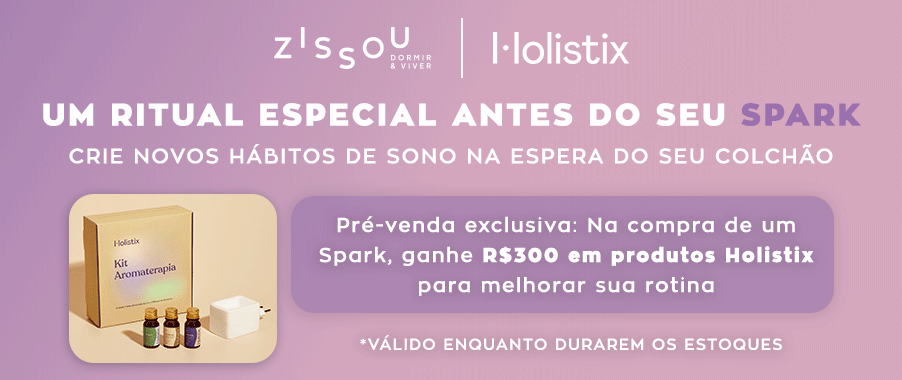 ZISSOU
DORMIR
& VIVER
Holistix
UM RITUAL ESPECIAL ANTES DO SEU SPARK
CRIE NOVOS HÁBITOS DE SONO NA ESPERA DO SEU COLCHÃO
Holistix
Kit
Aromaterapia
Pré-venda exclusiva: Na compra de um
Spark, ganhe R$300 em produtos Holistix
para melhorar sua rotina
*VÁLIDO ENQUANTO DURAREM OS ESTOQUES